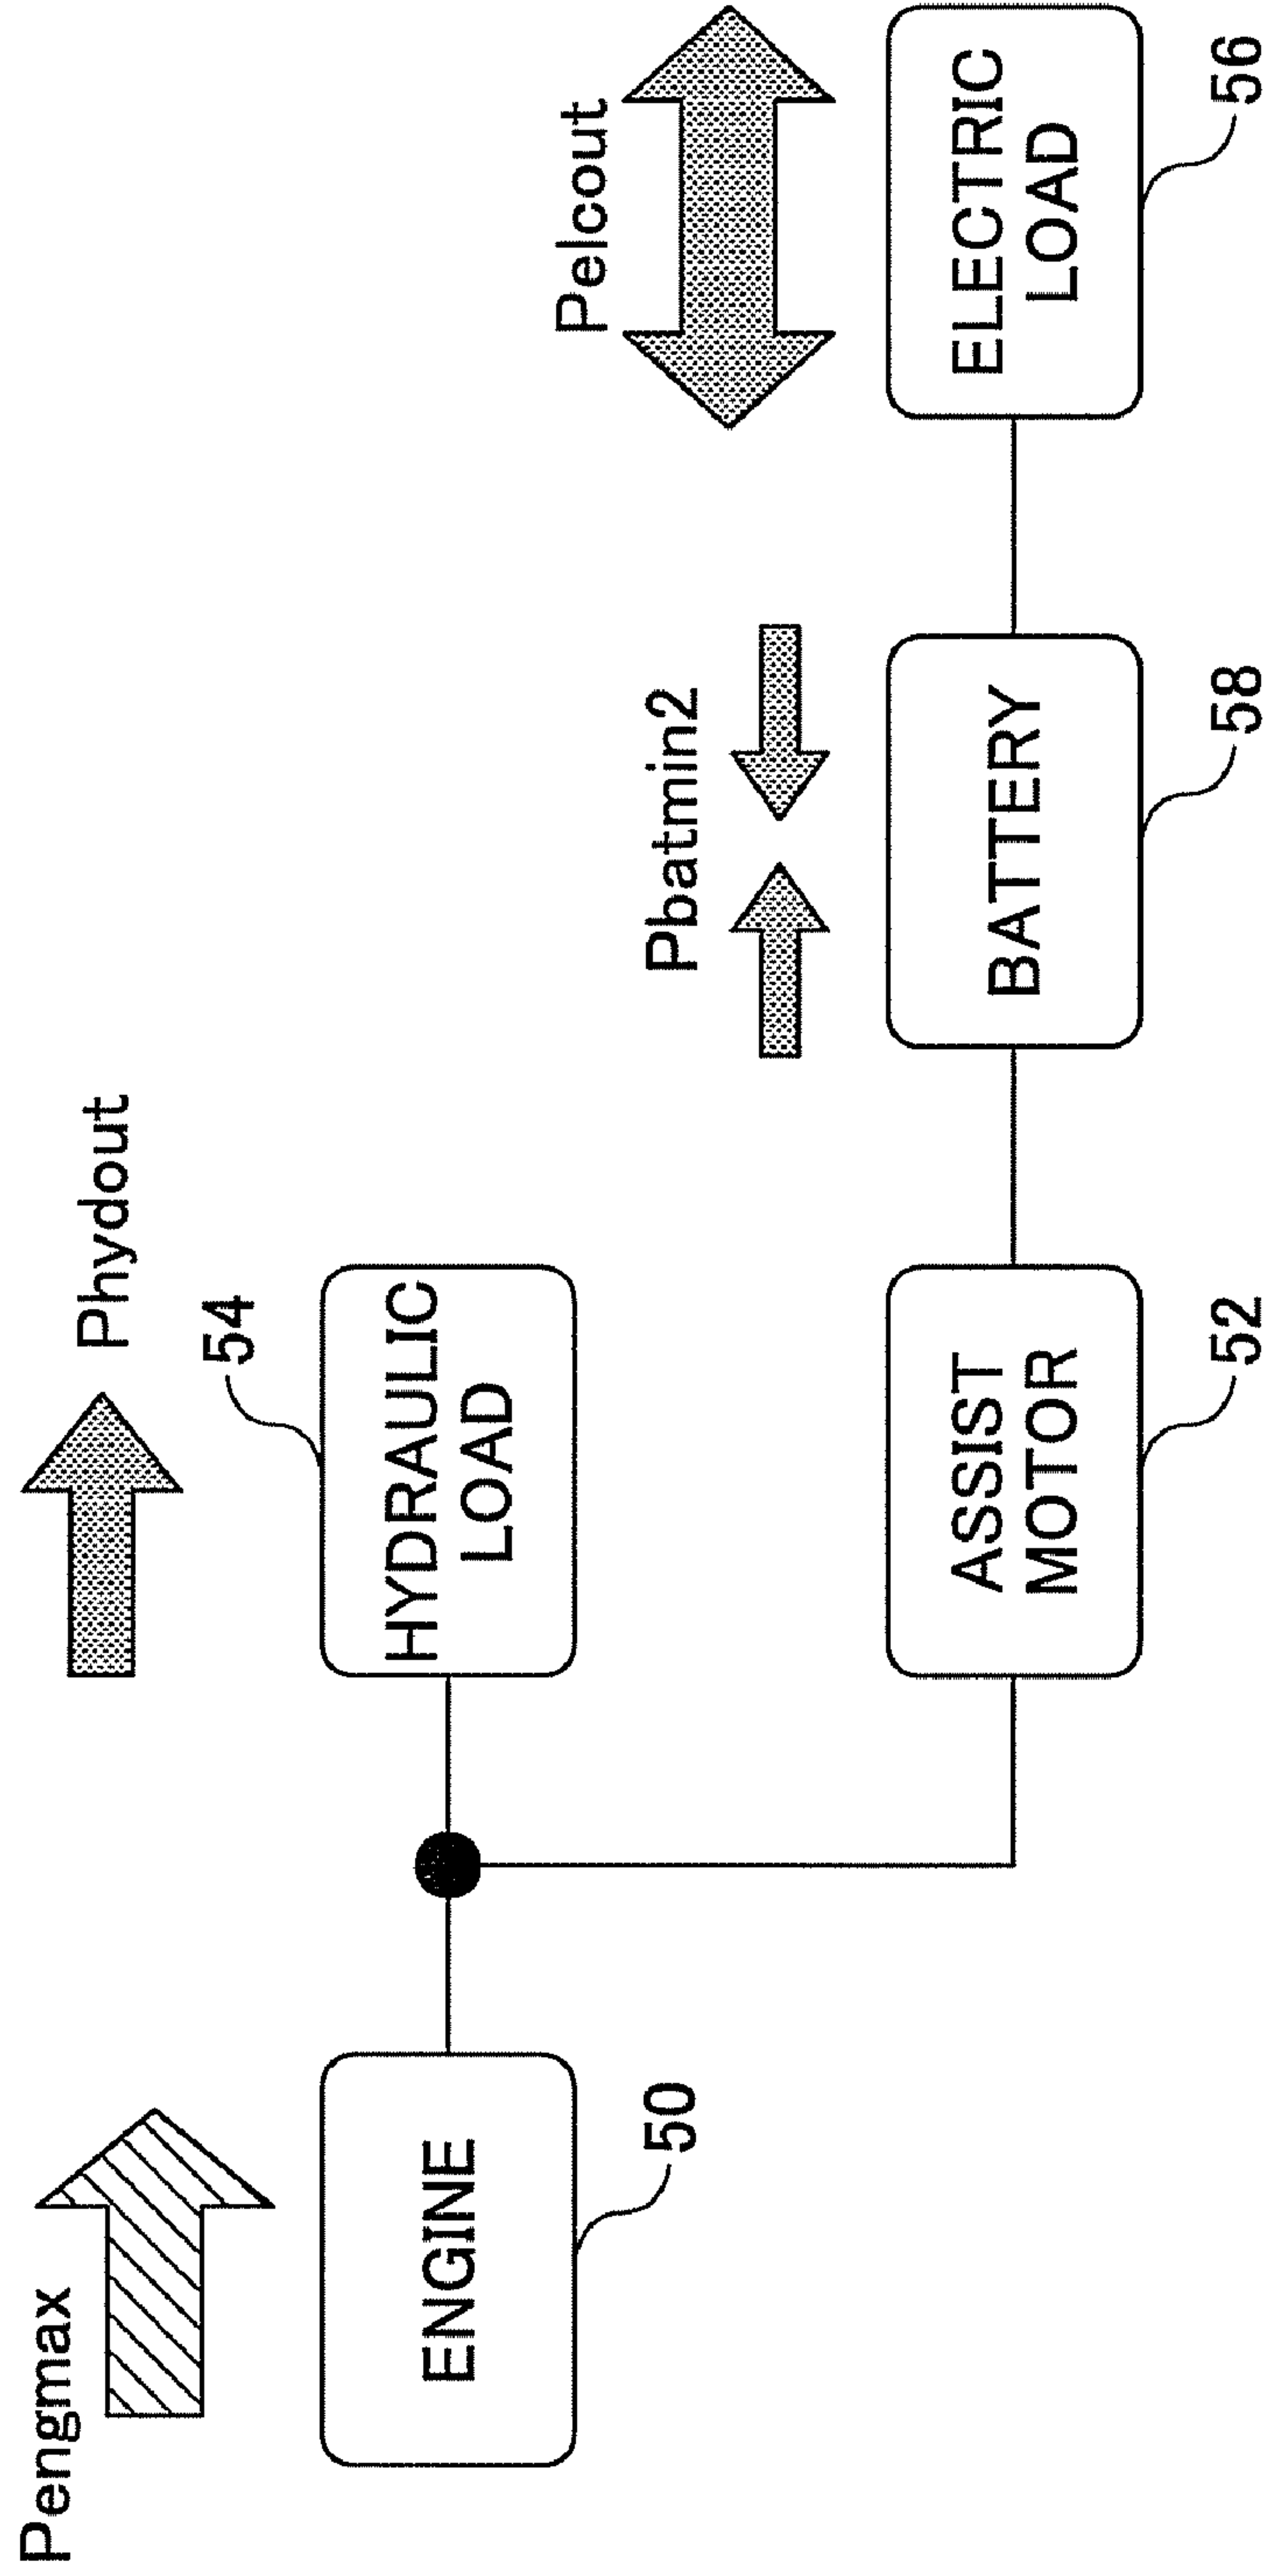 Pengmax
Phydout
54
Pelcout
Pbatmin2
ENGINE
HYDRAULIC
LOAD
50
ASSIST
MOTOR
BATTERY
ELECTRIC
LOAD
52
58
56